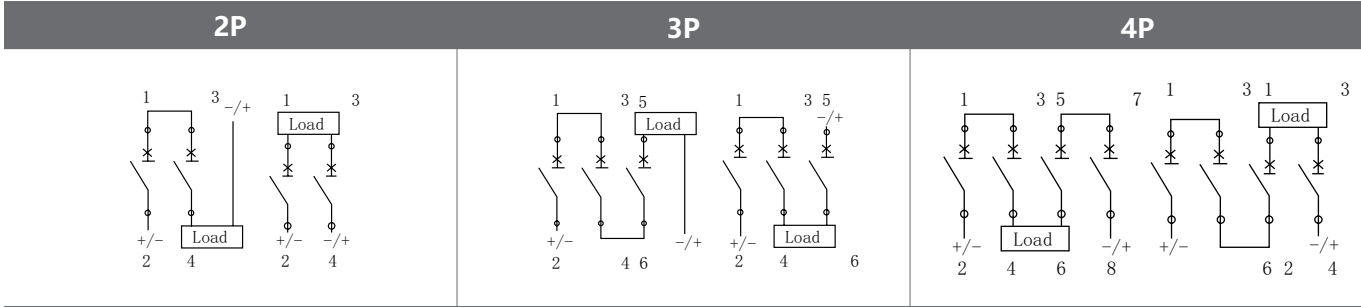 2P 3P 4P
1 3 -/+ 1 3
Load
+/- Load +/- -/+
2 4 2 4
1 3 5 1 3 5
Load -/+
+/- -/+ +/- Load
2 4 6 2 4 6
1 3 5 7 1 3 1 3
Load
+/- Load -/+ +/- -/+
2 4 6 8 6 2 4